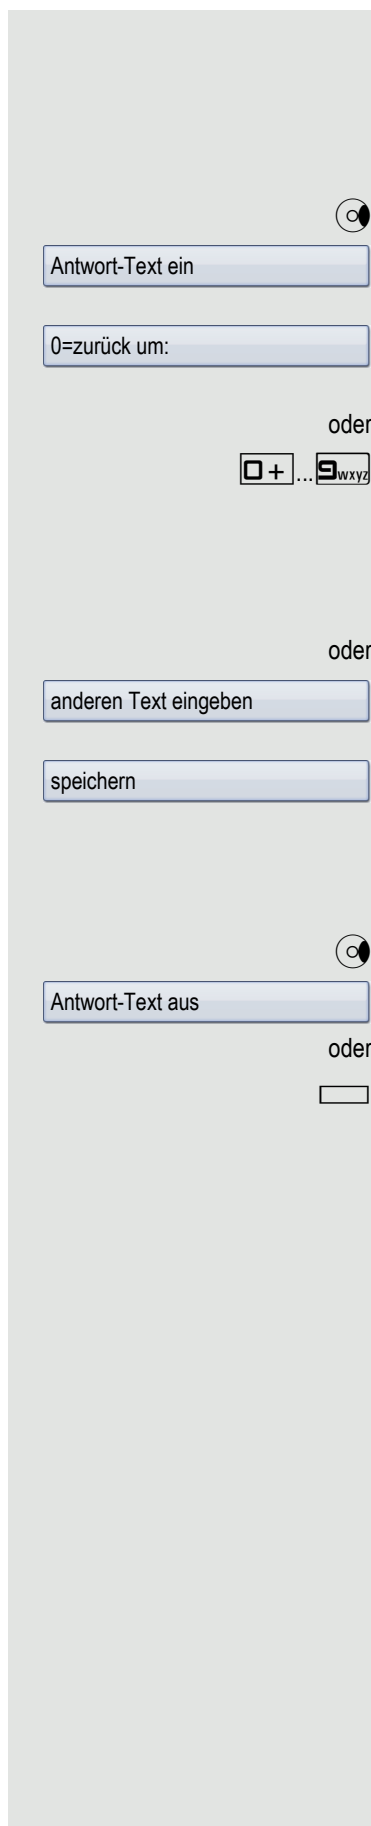 Antwort-Text ein
0=zurück um:
oder
0+ ... 9wxyz
oder
anderen Text eingeben
speichern
Antwort-Text aus
oder